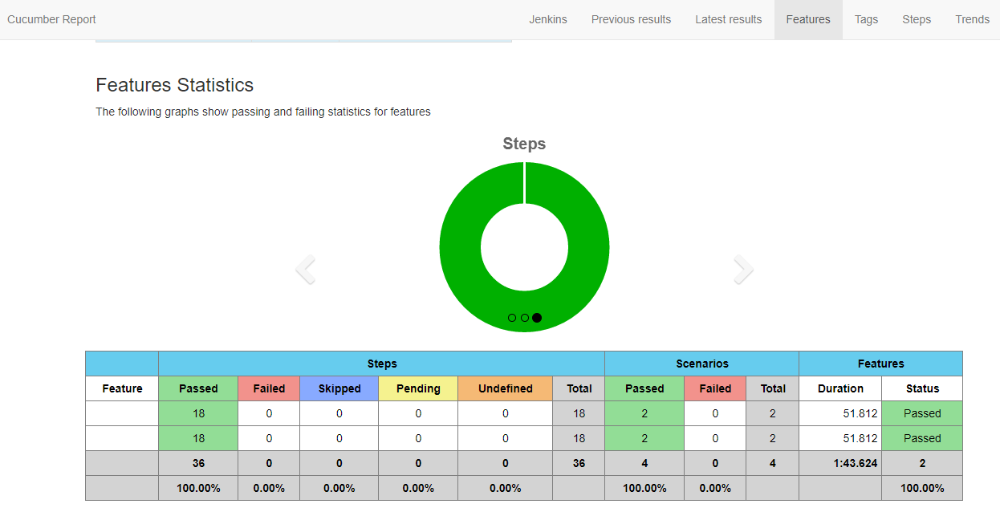 Cucumber Report Jenkins Previous results Latest results Features Tags Steps Trends
Features Statistics
The following graphs show passing and failing statistics for features
Steps
Steps Scenarios Features
Feature Passed Failed Skipped Pending Undefined Total Passed Failed Total Duration Status
18 0 0 0 0 18 2 0 2 51.812 Passed
18 0 0 0 0 18 2 0 2 51.812 Passed
36 0 0 0 0 36 4 0 4 1:43.624 2
100.00% 0.00% 0.00% 0.00% 0.00% 100.00% 0.00% 100.00%